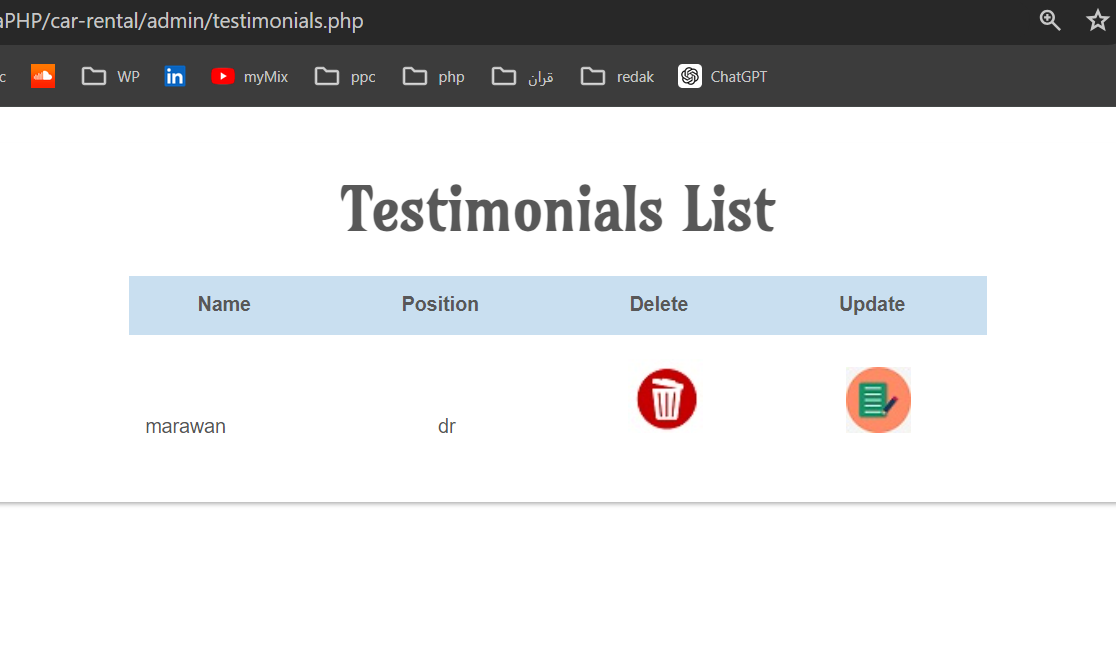 aPHP/car-rental/admin/testimonials.php
c WP in myMix ppc php قران redak ChatGPT
Testimonials List
Name Position Delete Update
marawan dr